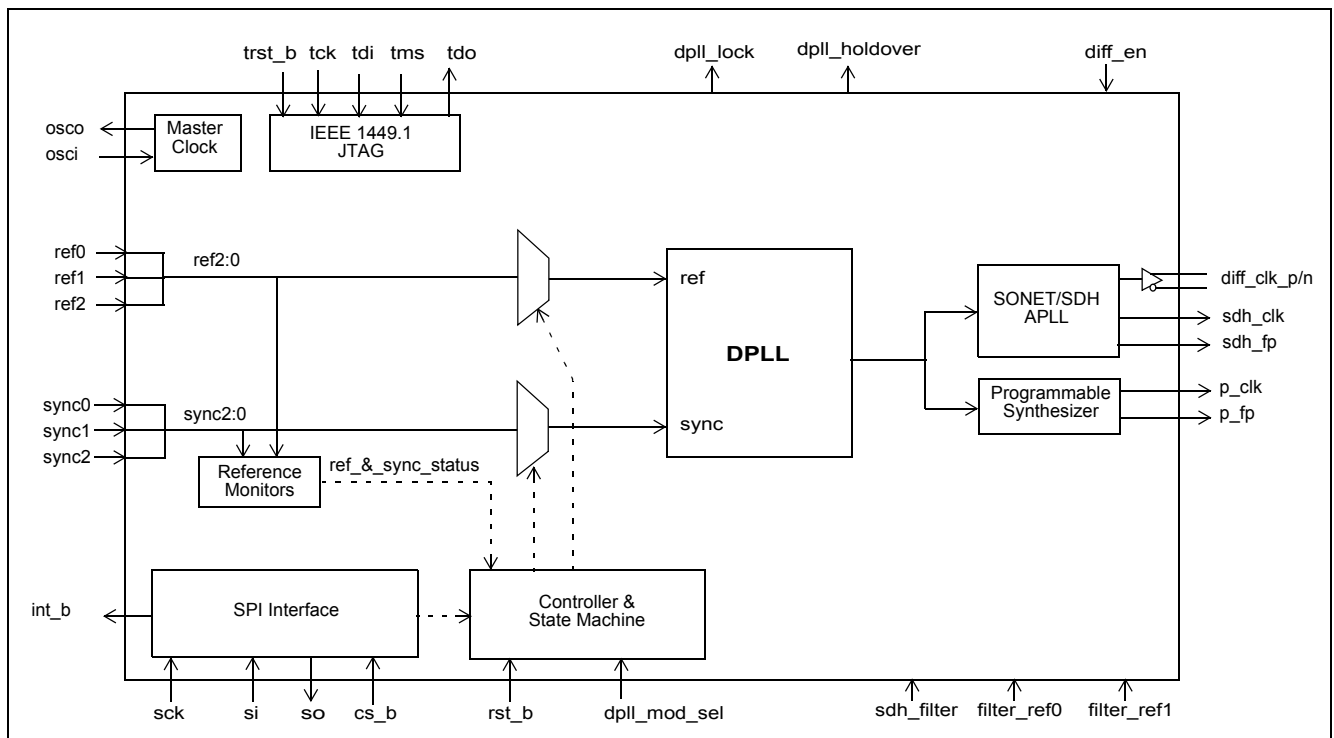 trst_b tck tdi tms tdo dpll_lock dpll_holdover diff_en
osco
osci
Master
Clock
IEEE 1449.1
JTAG
ref0
ref1
ref2
ref2:0
ref
DPLL
sync
SONET/SDH
APLL
diff_clk_p/n
sdh_clk
sdh_fp
Programmable
Synthesizer
p_clk
p_fp
sync0
sync1
sync2
sync2:0
Reference
Monitors
ref_&_sync_status
int_b
SPI Interface
Controller &
State Machine
sck si so cs_b rst_b dpll_mod_sel sdh_filter filter_ref0 filter_ref1